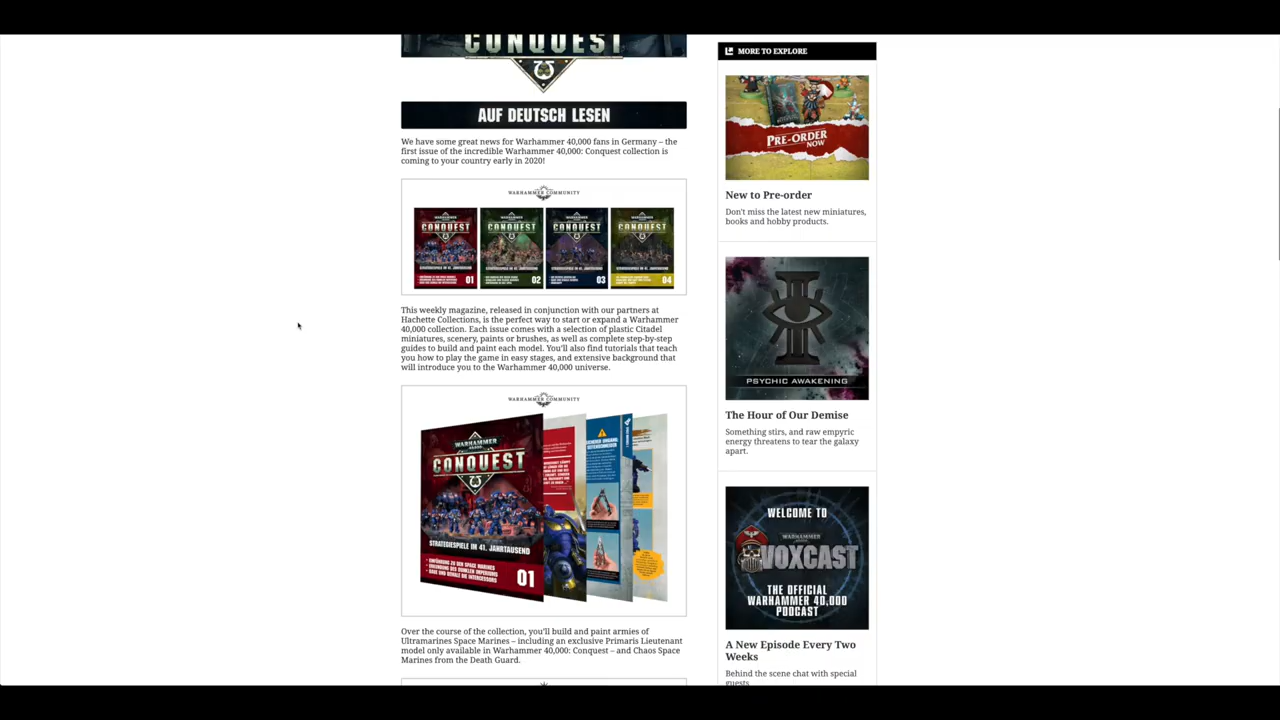 CONQUEST
AUF DEUTSCH LESEN
We have some great news for Warhammer 40,000 fans in Germany – the
first issue of the incredible Warhammer 40,000: Conquest collection is
coming to your country early in 2020!
WARHAMMER COMMUNITY
WARHAMMER
CONQUEST
01
WARHAMMER
CONQUEST
02
WARHAMMER
CONQUEST
03
WARHAMMER
CONQUEST
04
This weekly magazine, released in conjunction with our partners at
Hachette Collections, is the perfect way to start or expand a Warhammer
40,000 collection. Each issue comes with a selection of plastic Citadel
miniatures, scenery, paints or brushes, as well as complete step-by-step
guides to build and paint each model. You'll also find tutorials that teach
you how to play the game in easy stages, and extensive background that
will introduce you to the Warhammer 40,000 universe.
WARHAMMER COMMUNITY
WARHAMMER
CONQUEST
STRATEGIESPIELE IM 41. JAHRTAUSEND
01
Over the course of the collection, you'll build and paint armies of
Ultramarines Space Marines – including an exclusive Primaris Lieutenant
model only available in Warhammer 40,000: Conquest – and Chaos Space
Marines from the Death Guard.
MORE TO EXPLORE
PRE-ORDER
NOW
New to Pre-order
Don't miss the latest new miniatures,
books and hobby products.
PSYCHIC AWAKENING
The Hour of Our Demise
Something stirs, and raw empyric
energy threatens to tear the galaxy
apart.
WELCOME TO
WARHAMMER
VOXCAST
THE OFFICIAL
WARHAMMER 40,000
PODCAST
A New Episode Every Two
Weeks
Behind the scene chat with special
guests